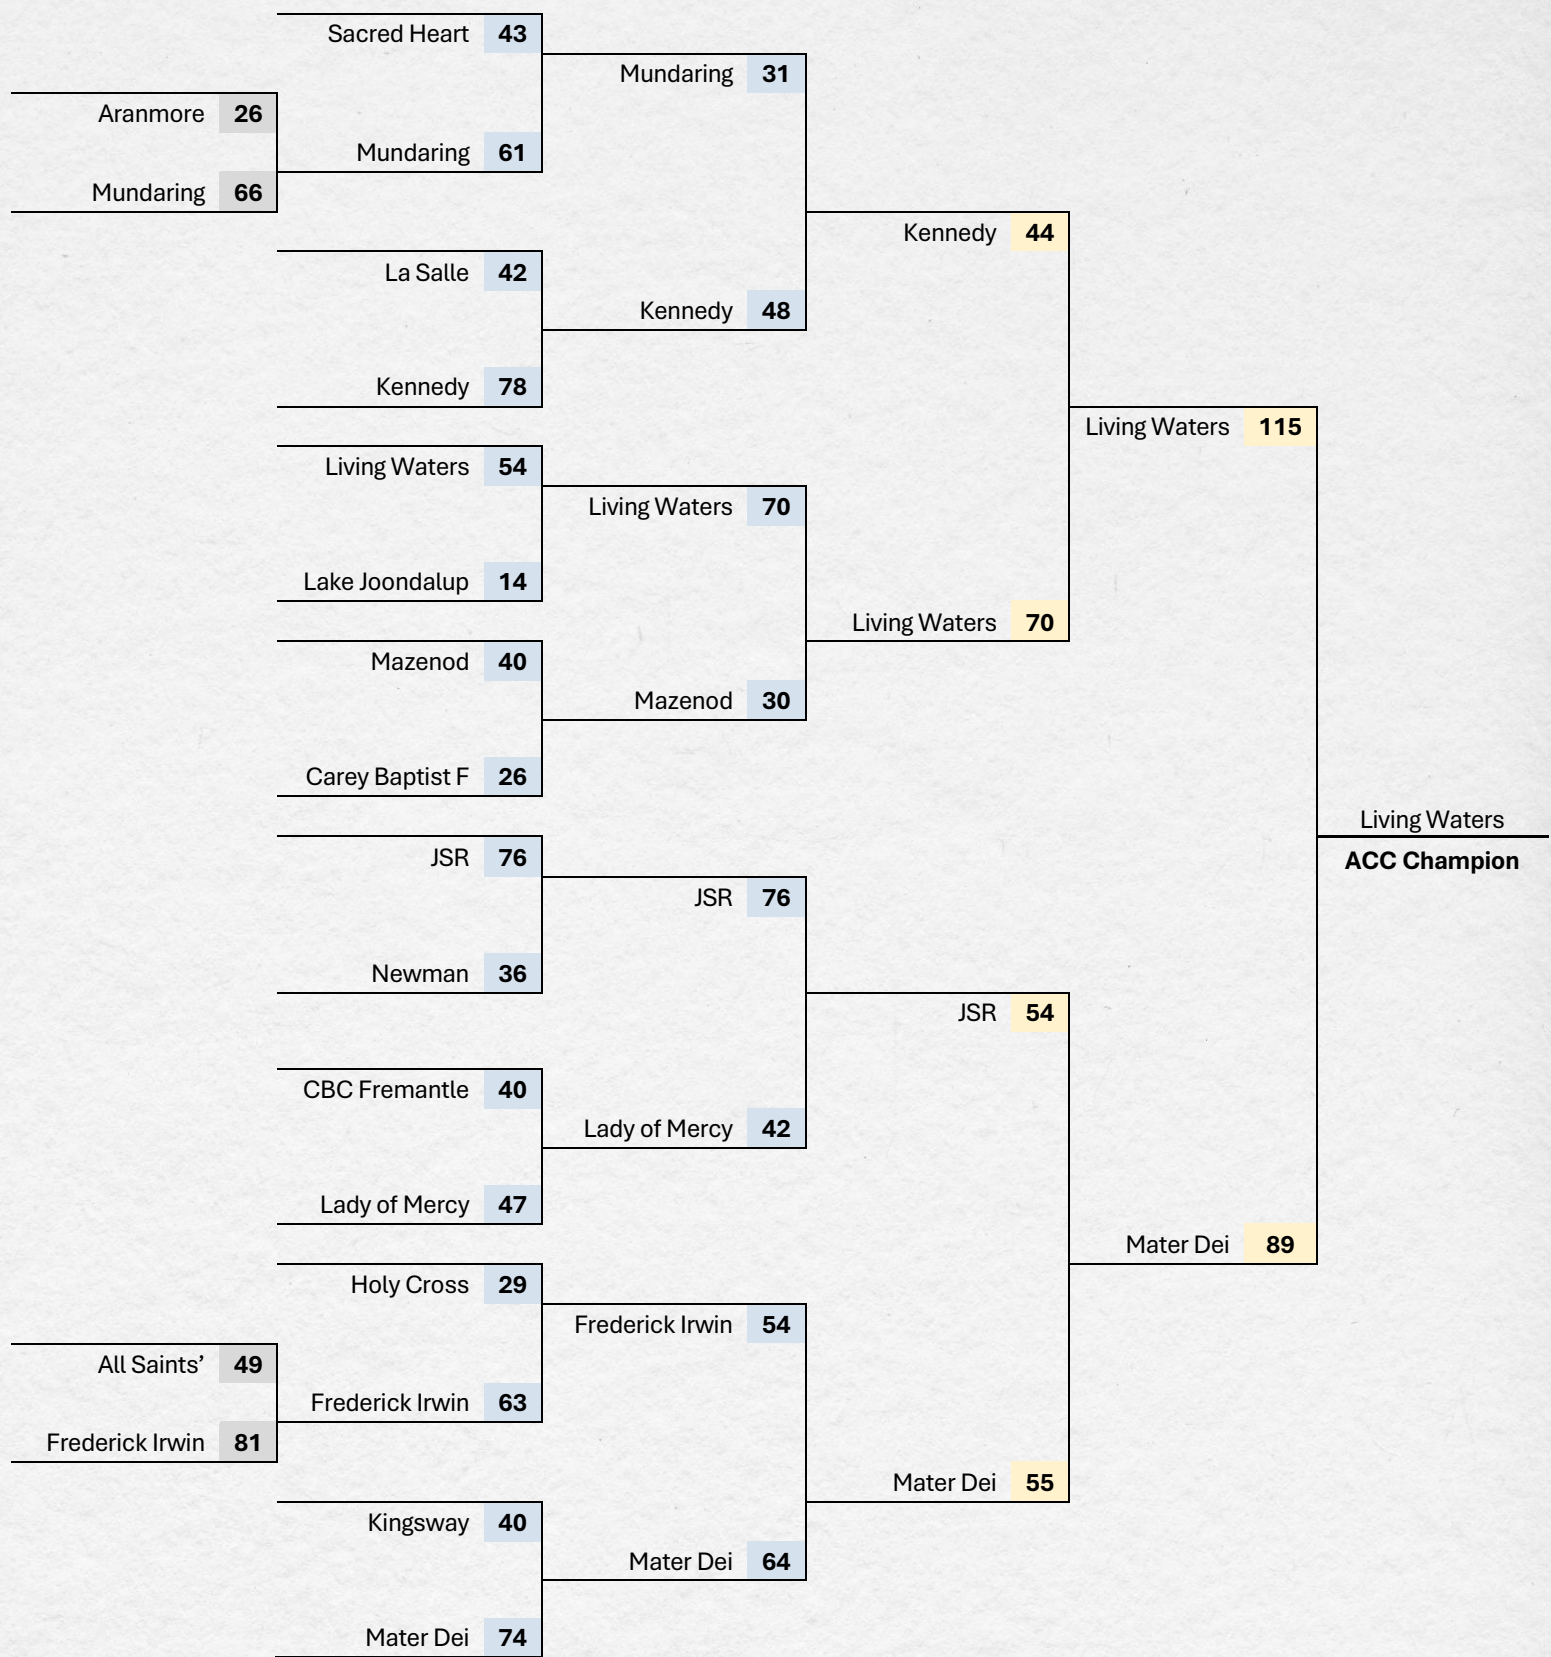 Sacred Heart 43
Mundaring 31
Aranmore 26
Mundaring 61
Mundaring 66
Kennedy 44
La Salle 42
Kennedy 48
Kennedy 78
Living Waters 115
Living Waters 54
Living Waters 70
Lake Joondalup 14
Living Waters 70
Mazenod 40
Mazenod 30
Carey Baptist F 26
Living Waters
ACC Champion
JSR 76
JSR 76
Newman 36
JSR 54
CBC Fremantle 40
Lady of Mercy 42
Lady of Mercy 47
Mater Dei 89
Holy Cross 29
Frederick Irwin 54
All Saints’ 49
Frederick Irwin 63
Frederick Irwin 81
Mater Dei 55
Kingsway 40
Mater Dei 64
Mater Dei 74